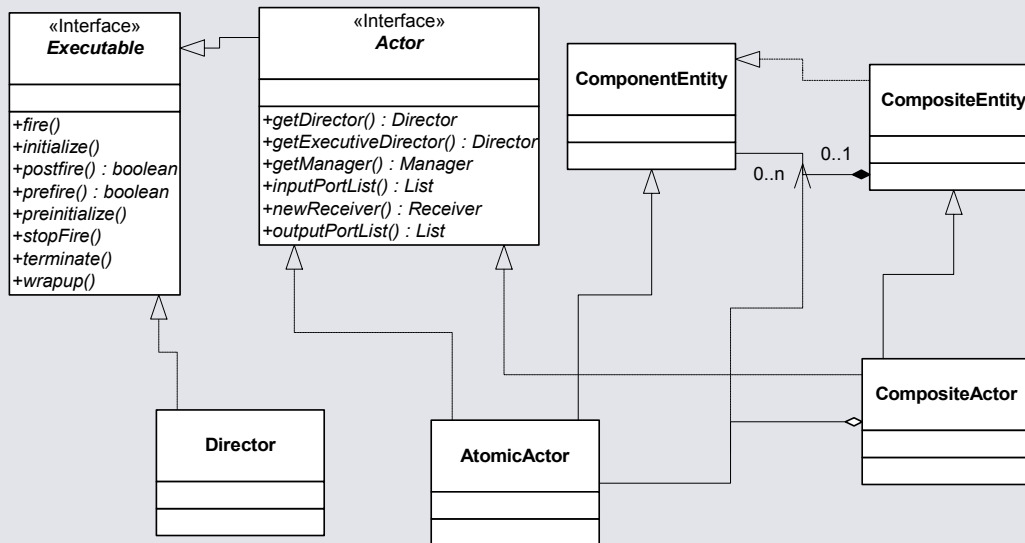 «Interface»
Executable
+fire()
+initialize()
+postfire() : boolean
+prefire() : boolean
+preinitialize()
+stopFire()
+terminate()
+wrapup()
«Interface»
Actor
+getDirector() : Director
+getExecutiveDirector() : Director
+getManager() : Manager
+inputPortList() : List
+newReceiver() : Receiver
+outputPortList() : List
ComponentEntity
CompositeEntity
0..1
0..n
Director
AtomicActor
CompositeActor